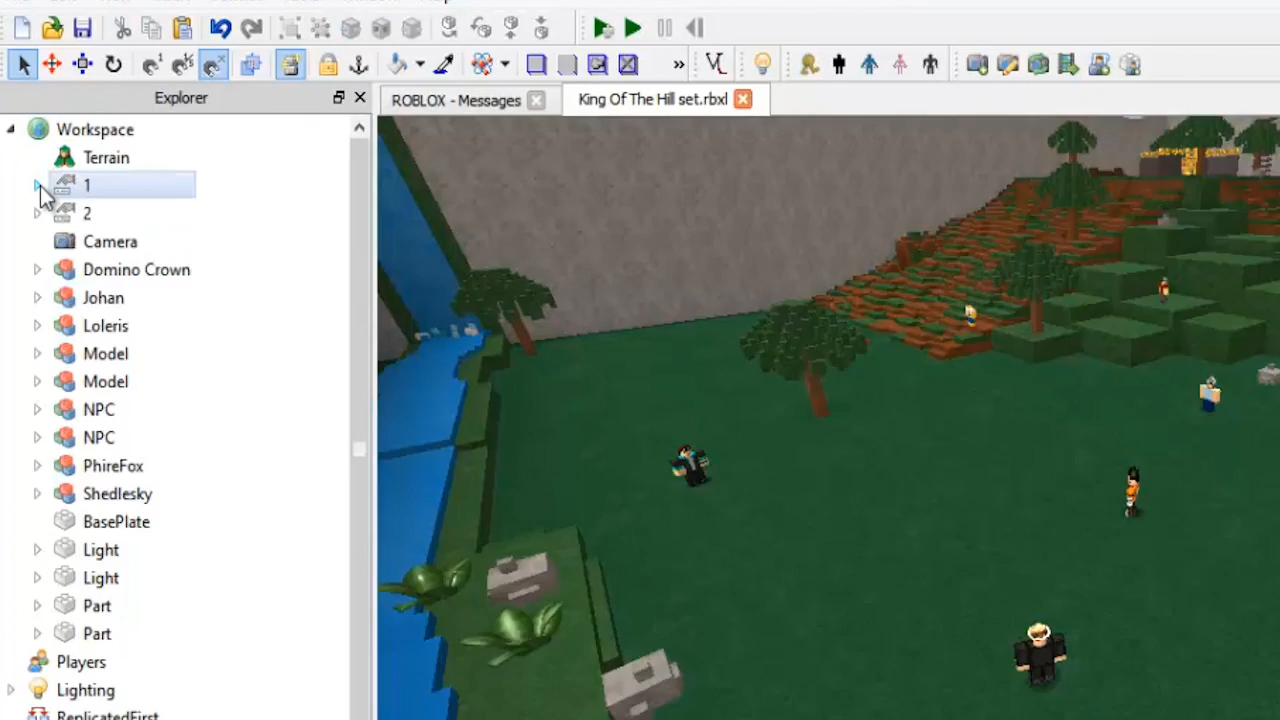 Explorer
ROBLOX - Messages
King Of The Hill set.rbxl
Workspace
Terrain
1
2
Camera
Domino Crown
Johan
Loleris
Model
Model
NPC
NPC
PhireFox
Shedlesky
BasePlate
Light
Light
Part
Part
Players
Lighting
ReplicatedFirst